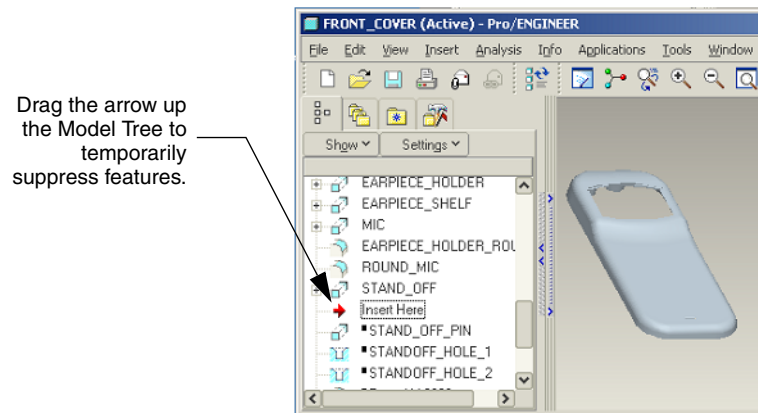 FRONT_COVER (Active) - Pro/ENGINEER
File Edit View Insert Analysis Info Applications Tools Window
Drag the arrow up
the Model Tree to
temporarily
suppress features.
Show Settings
EARPIECE_HOLDER
EARPIECE_SHELF
MIC
EARPIECE_HOLDER_ROU
ROUND_MIC
STAND_OFF
Insert Here
STAND_OFF_PIN
STANDOFF_HOLE_1
STANDOFF_HOLE_2